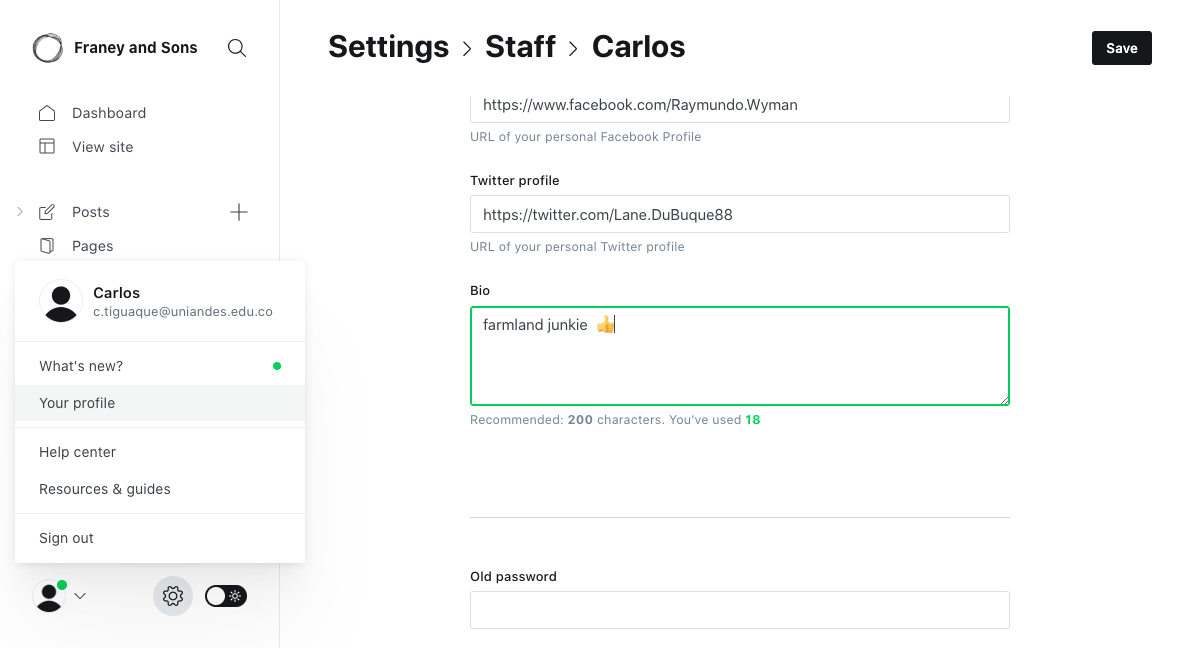 Franey and Sons
Settings > Staff > Carlos
Save
Dashboard
View site
Posts
Pages
Carlos
c.tiguaque@uniandes.edu.co
What's new?
Your profile
Help center
Resources & guides
Sign out
https://www.facebook.com/Raymundo.Wyman
URL of your personal Facebook Profile
Twitter profile
https://twitter.com/Lane.DuBuque88
URL of your personal Twitter profile
Bio
farmland junkie 👍
Recommended: 200 characters. You've used 18
Old password